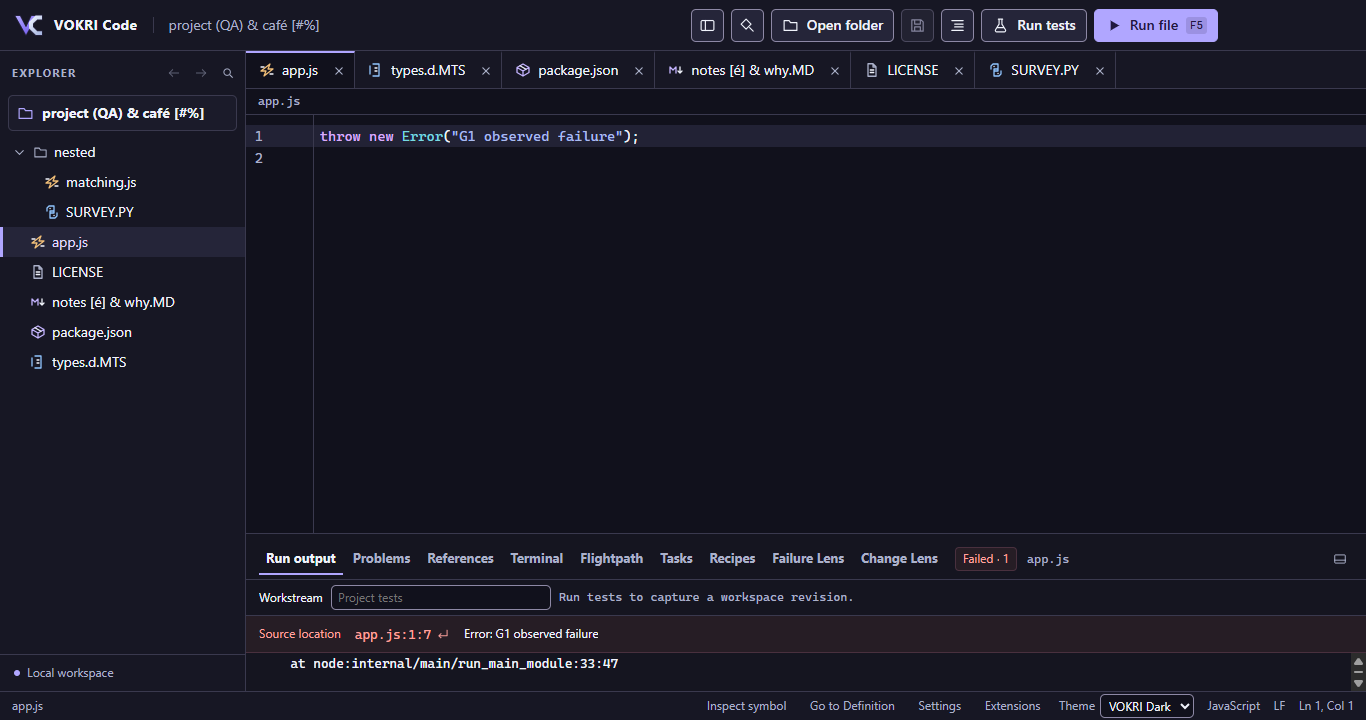 VOKRI Code project (QA) & café [#%] Open folder Run tests Run file F5
EXPLORER
project (QA) & café [#%]
nested
matching.js
SURVEY.PY
app.js
LICENSE
notes [é] & why.MD
package.json
types.d.MTS
Local workspace
app.js types.d.MTS package.json notes [é] & why.MD LICENSE SURVEY.PY
app.js
1 throw new Error("G1 observed failure");
2
Run output Problems References Terminal Flightpath Tasks Recipes Failure Lens Change Lens Failed · 1 app.js
Workstream Project tests Run tests to capture a workspace revision.
Source location app.js:1:7 ↵ Error: G1 observed failure
at node:internal/main/run_main_module:33:47
app.js Inspect symbol Go to Definition Settings Extensions Theme VOKRI Dark JavaScript LF Ln 1, Col 1